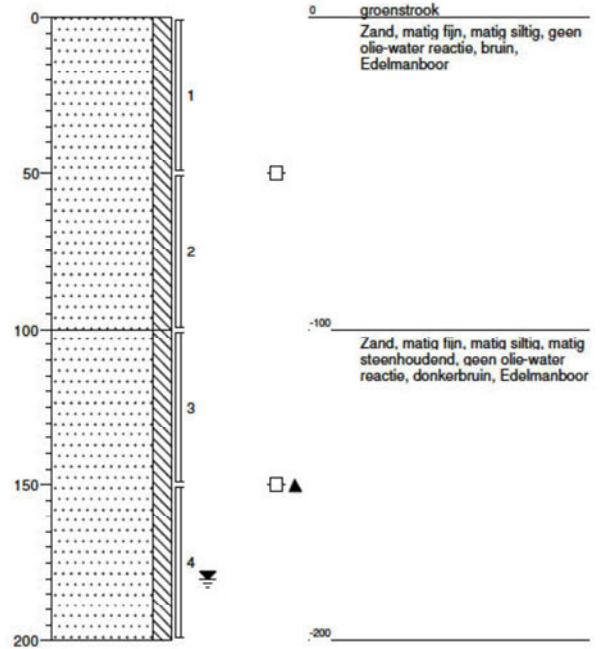 0
0
groenstrook
Zand, matig fijn, matig siltig, geen
olie-water reactie, bruin,
Edelmanboor
1
50
2
100
-100
Zand, matig fijn, matig siltig, matig
steenhoudend, geen olie-water
reactie, donkerbruin, Edelmanboor
3
150
4
200
-200